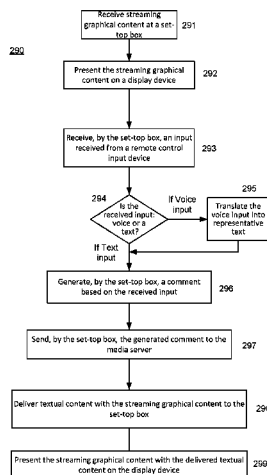 Receive streaming
graphical content at a set-
top box
291
290
Present the streaming graphical
content on a display device
292
Receive, by the set-top box, an input
received from a remote control
input device
293
294
Is the
received input:
voice or a
text?
If Voice
input
295
Translate the
voice input into
representative
text
If Text
input
Generate, by the set-top box, a comment
based on the received input
296
Send, by the set-top box, the generated comment to the
media server
297
Deliver textual content with the streaming graphical content to the
set-top box
Present the streaming graphical content with the delivered textual
content on the display device